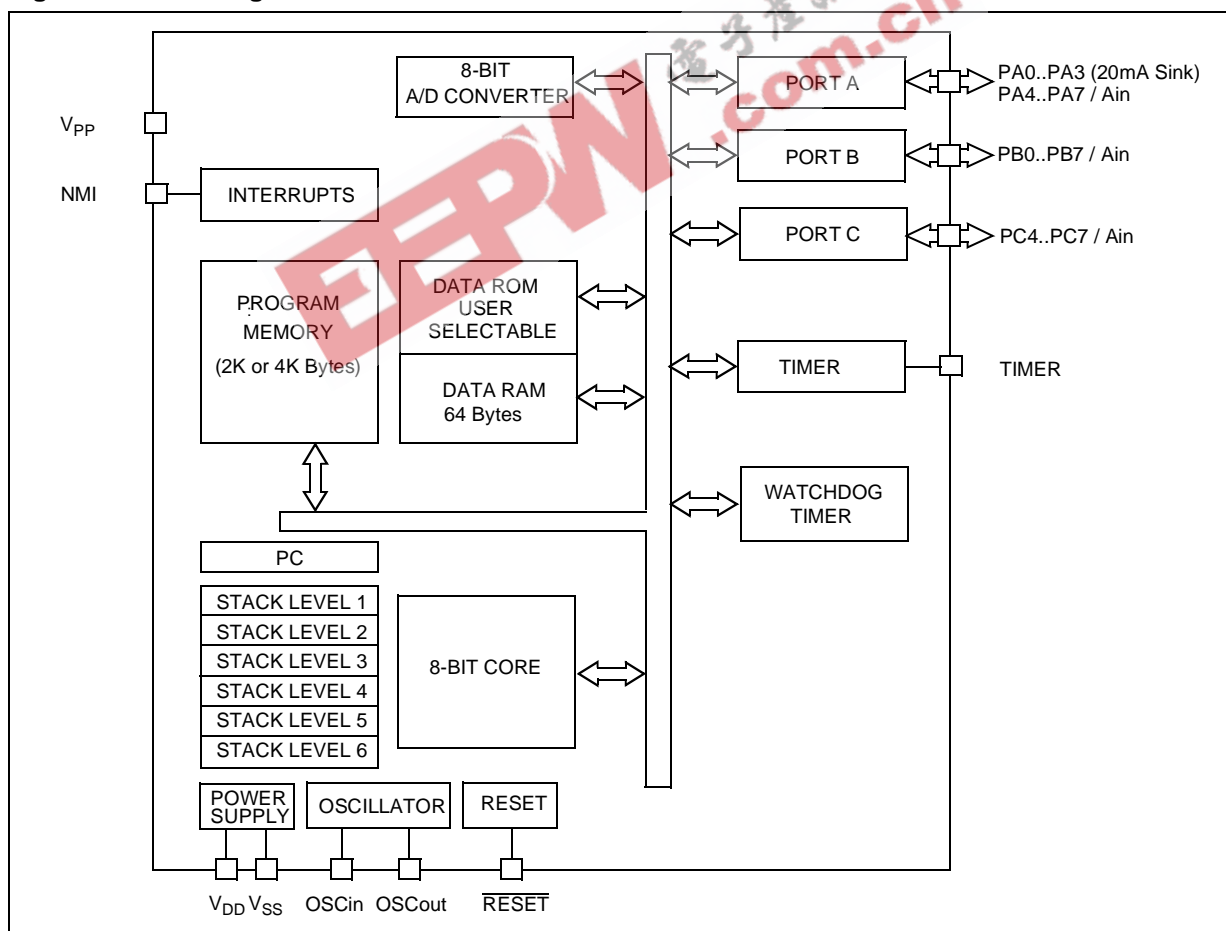 8-BIT
A/D CONVERTER
PORT A
PA0..PA3 (20mA Sink)
PA4..PA7 / Ain
VPP
PORT B
PB0..PB7 / Ain
NMI
INTERRUPTS
PORT C
PC4..PC7 / Ain
PROGRAM
MEMORY
(2K or 4K Bytes)
DATA ROM
USER
SELECTABLE
DATA RAM
64 Bytes
TIMER
TIMER
WATCHDOG
TIMER
PC
STACK LEVEL 1
STACK LEVEL 2
STACK LEVEL 3
STACK LEVEL 4
STACK LEVEL 5
STACK LEVEL 6
8-BIT CORE
POWER
SUPPLY
OSCILLATOR
RESET
VDD VSS OSCin OSCout RESET
EEPW.com.cn